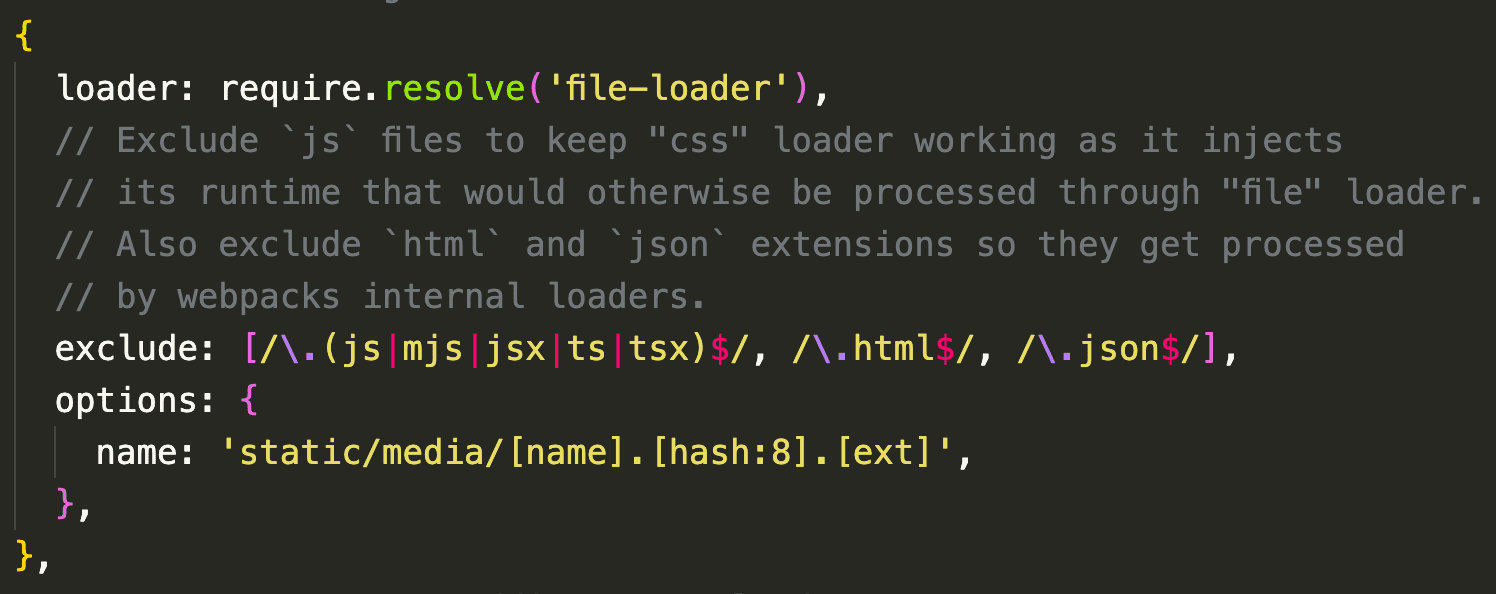 {
  loader: require.resolve('file-loader'),
  // Exclude `js` files to keep "css" loader working as it injects
  // its runtime that would otherwise be processed through "file" loader.
  // Also exclude `html` and `json` extensions so they get processed
  // by webpacks internal loaders.
  exclude: [/\.(js|mjs|jsx|ts|tsx)$/, /\.html$/, /\.json$/],
  options: {
    name: 'static/media/[name].[hash:8].[ext]',
  },
},